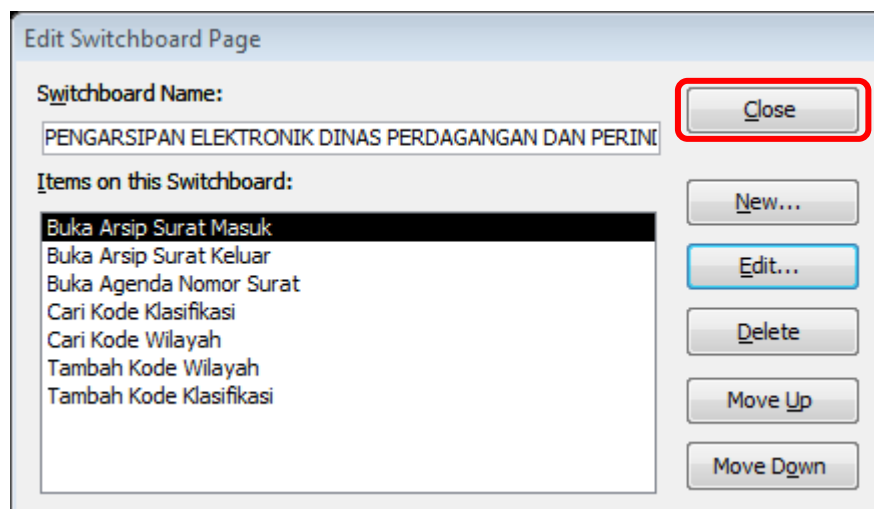 Edit Switchboard Page
Switchboard Name:
Close
PENGARSIPAN ELEKTRONIK DINAS PERDAGANGAN DAN
Items on this Switchboard:
New...
Buka Arsip Surat Masuk
Buka Arsip Surat Keluar
Edit...
Buka Agenda Nomor Surat
Cari Kode Klasifikasi
Delete
Cari Kode Wilayah
Tambah Kode Wilayah
Tambah Kode Klasifikasi
Move Up
Move Down